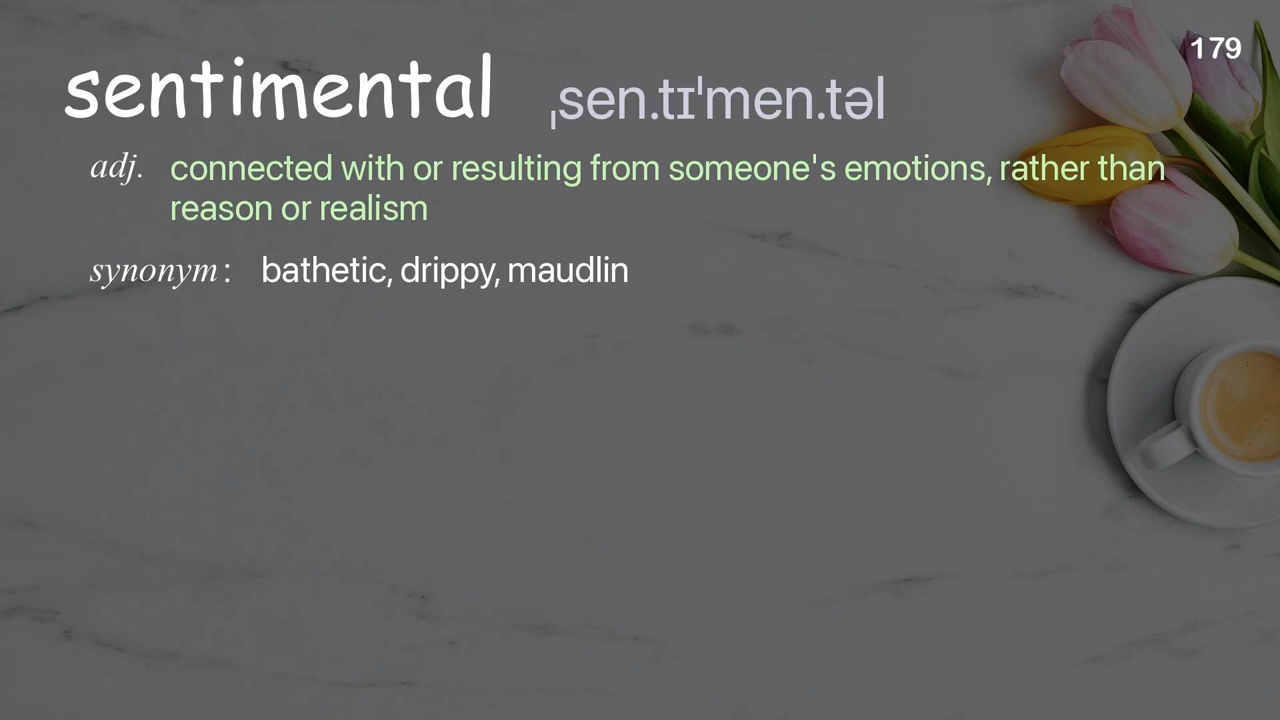 179
sentimental ˌsen.tɪˈmen.təl
adj. connected with or resulting from someone's emotions, rather than
reason or realism
synonym: bathetic, drippy, maudlin